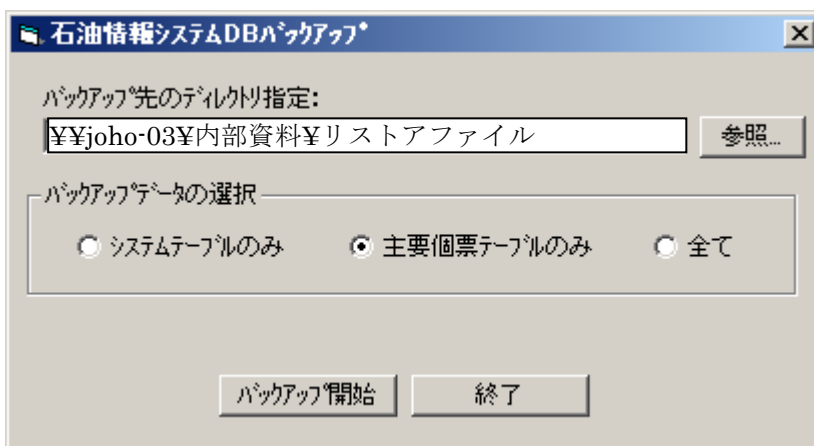 石油情報ｼｽﾃﾑDBﾊﾞｯｸｱｯﾌﾟ
ﾊﾞｯｸｱｯﾌﾟ先のﾃﾞｨﾚｸﾄﾘ指定:
¥¥joho-03¥内部資料¥リストアファイル
参照...
ﾊﾞｯｸｱｯﾌﾟﾃﾞｰﾀの選択
ｼｽﾃﾑﾃｰﾌﾞﾙのみ
主要個票ﾃｰﾌﾞﾙのみ
全て
ﾊﾞｯｸｱｯﾌﾟ開始
終了